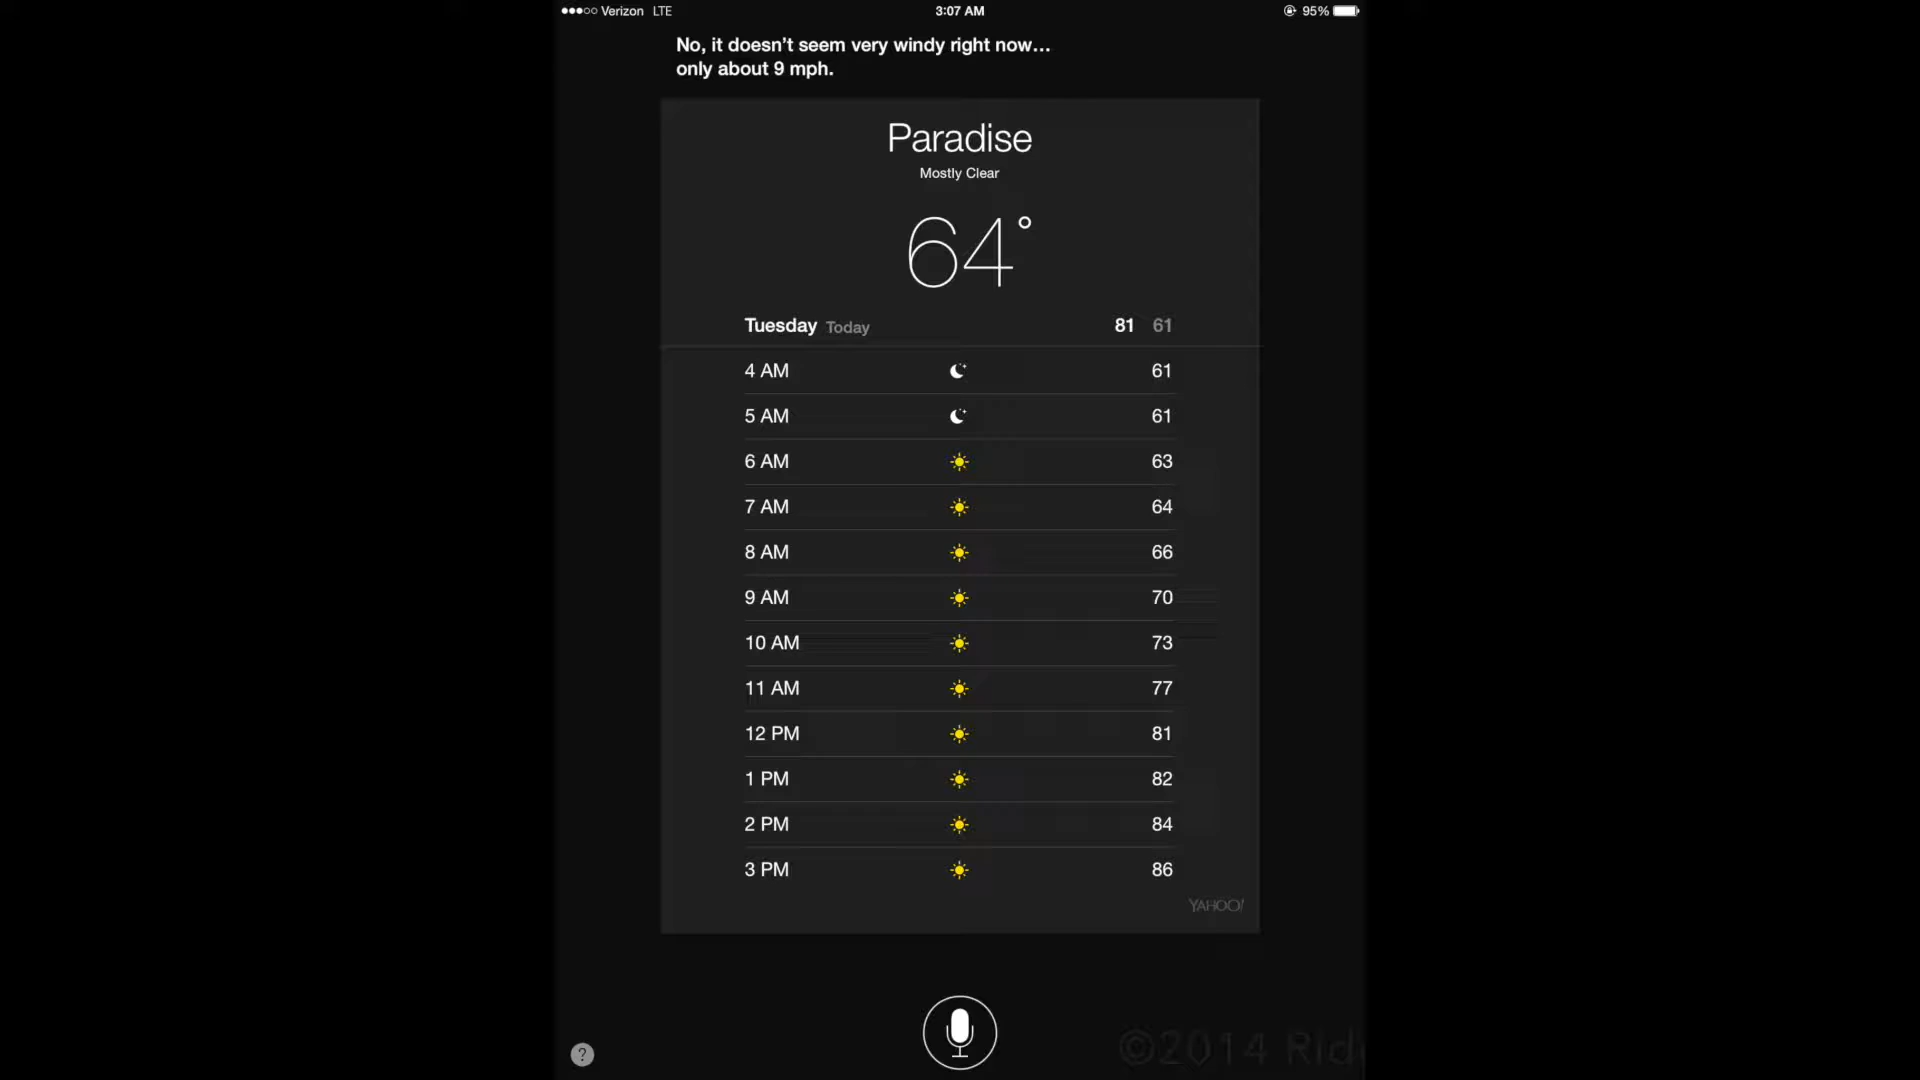 Verizon LTE 3:07 AM 95%
No, it doesn't seem very windy right now...
only about 9 mph.
Paradise
Mostly Clear
64°
Tuesday Today 81 61
4 AM 61
5 AM 61
6 AM 63
7 AM 64
8 AM 66
9 AM 70
10 AM 73
11 AM 77
12 PM 81
1 PM 82
2 PM 84
3 PM 86
YAHOO!
?
©2014